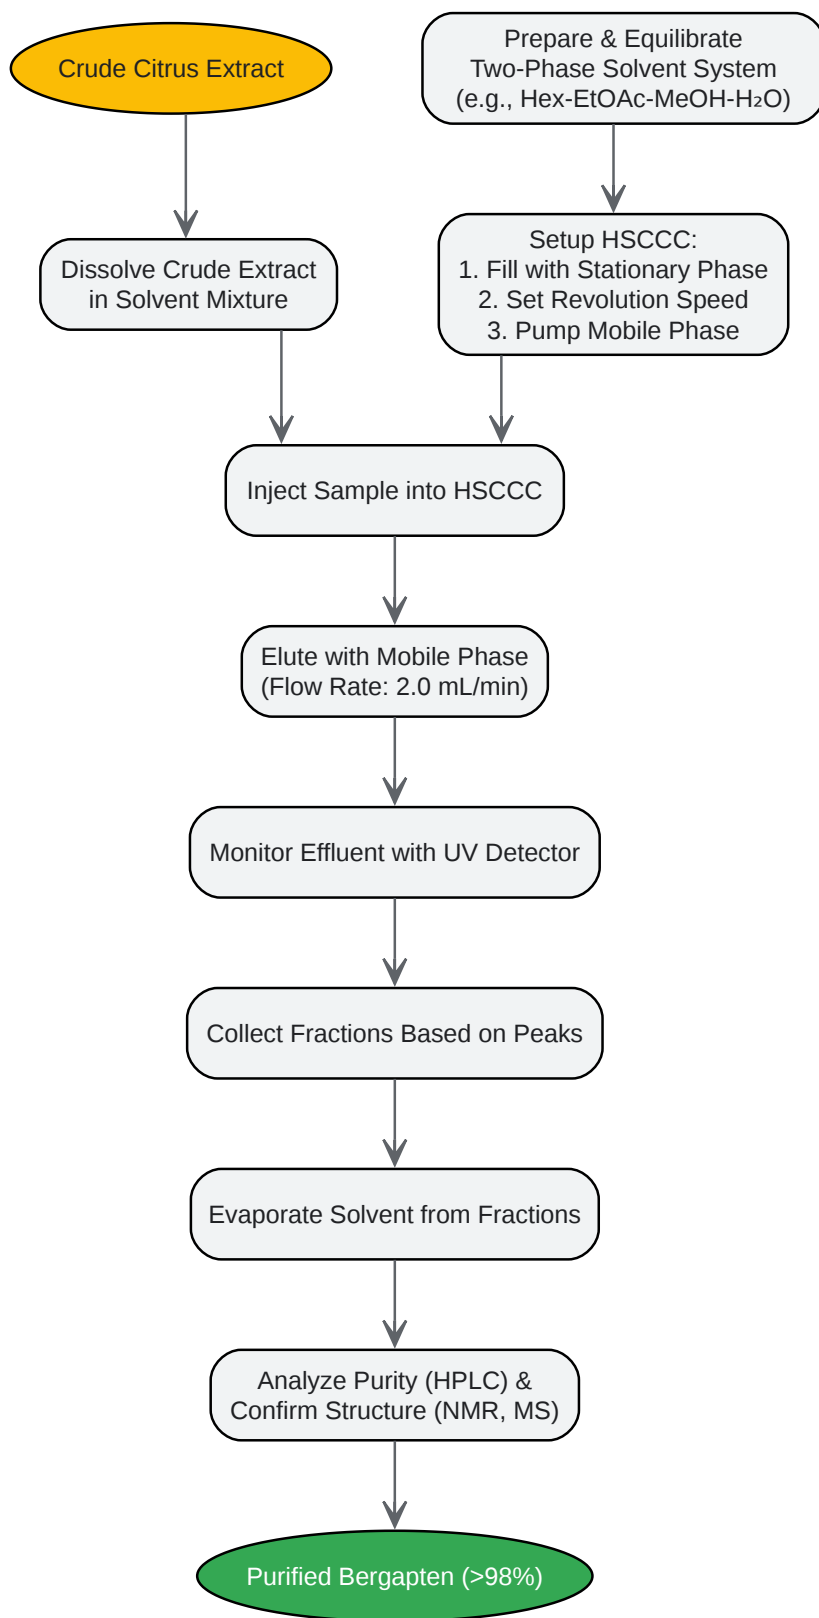 Crude Citrus Extract
Prepare & Equilibrate
Two-Phase Solvent System
(e.g., Hex-EtOAc-MeOH-H₂O)
Dissolve Crude Extract
in Solvent Mixture
Setup HSCCC:
1. Fill with Stationary Phase
2. Set Revolution Speed
3. Pump Mobile Phase
Inject Sample into HSCCC
Elute with Mobile Phase
(Flow Rate: 2.0 mL/min)
Monitor Effluent with UV Detector
Collect Fractions Based on Peaks
Evaporate Solvent from Fractions
Analyze Purity (HPLC) &
Confirm Structure (NMR, MS)
Purified Bergapten (>98%)